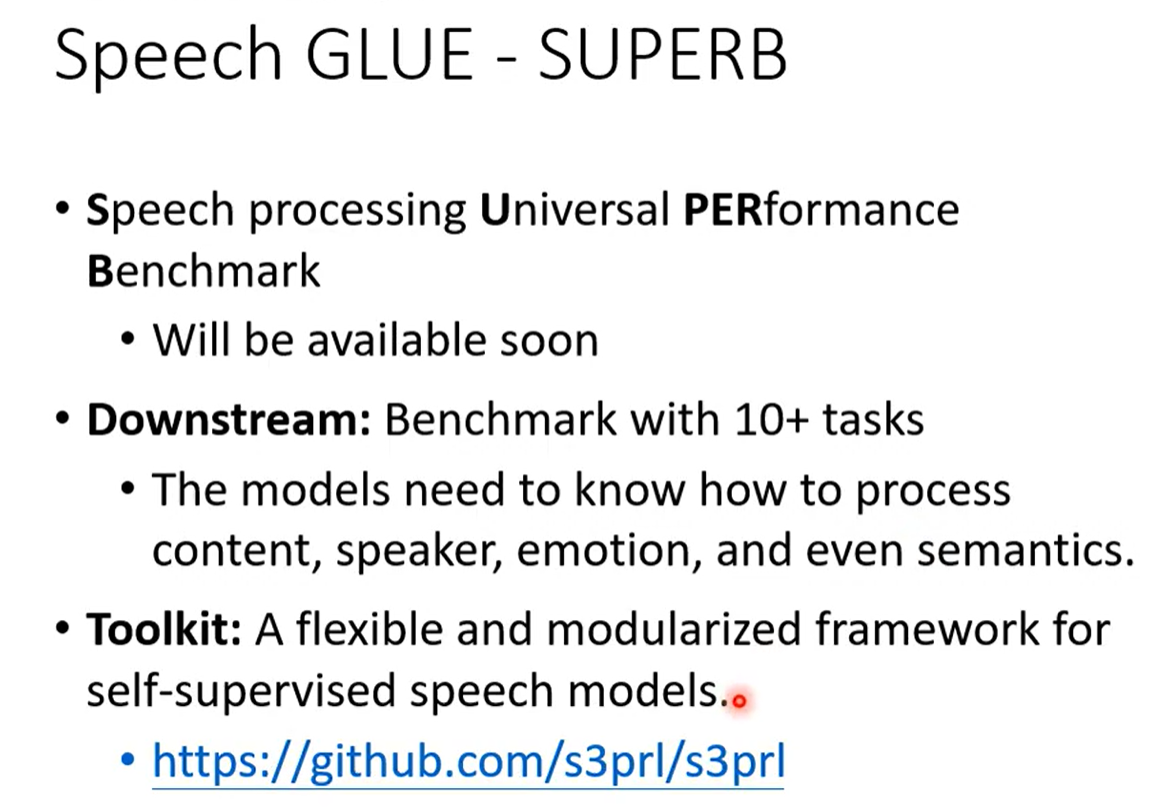 Speech GLUE - SUPERB
• Speech processing Universal PERformance
Benchmark
• Will be available soon
• Downstream: Benchmark with 10+ tasks
• The models need to know how to process
content, speaker, emotion, and even semantics.
• Toolkit: A flexible and modularized framework for
self-supervised speech models.
• https://github.com/s3prl/s3prl